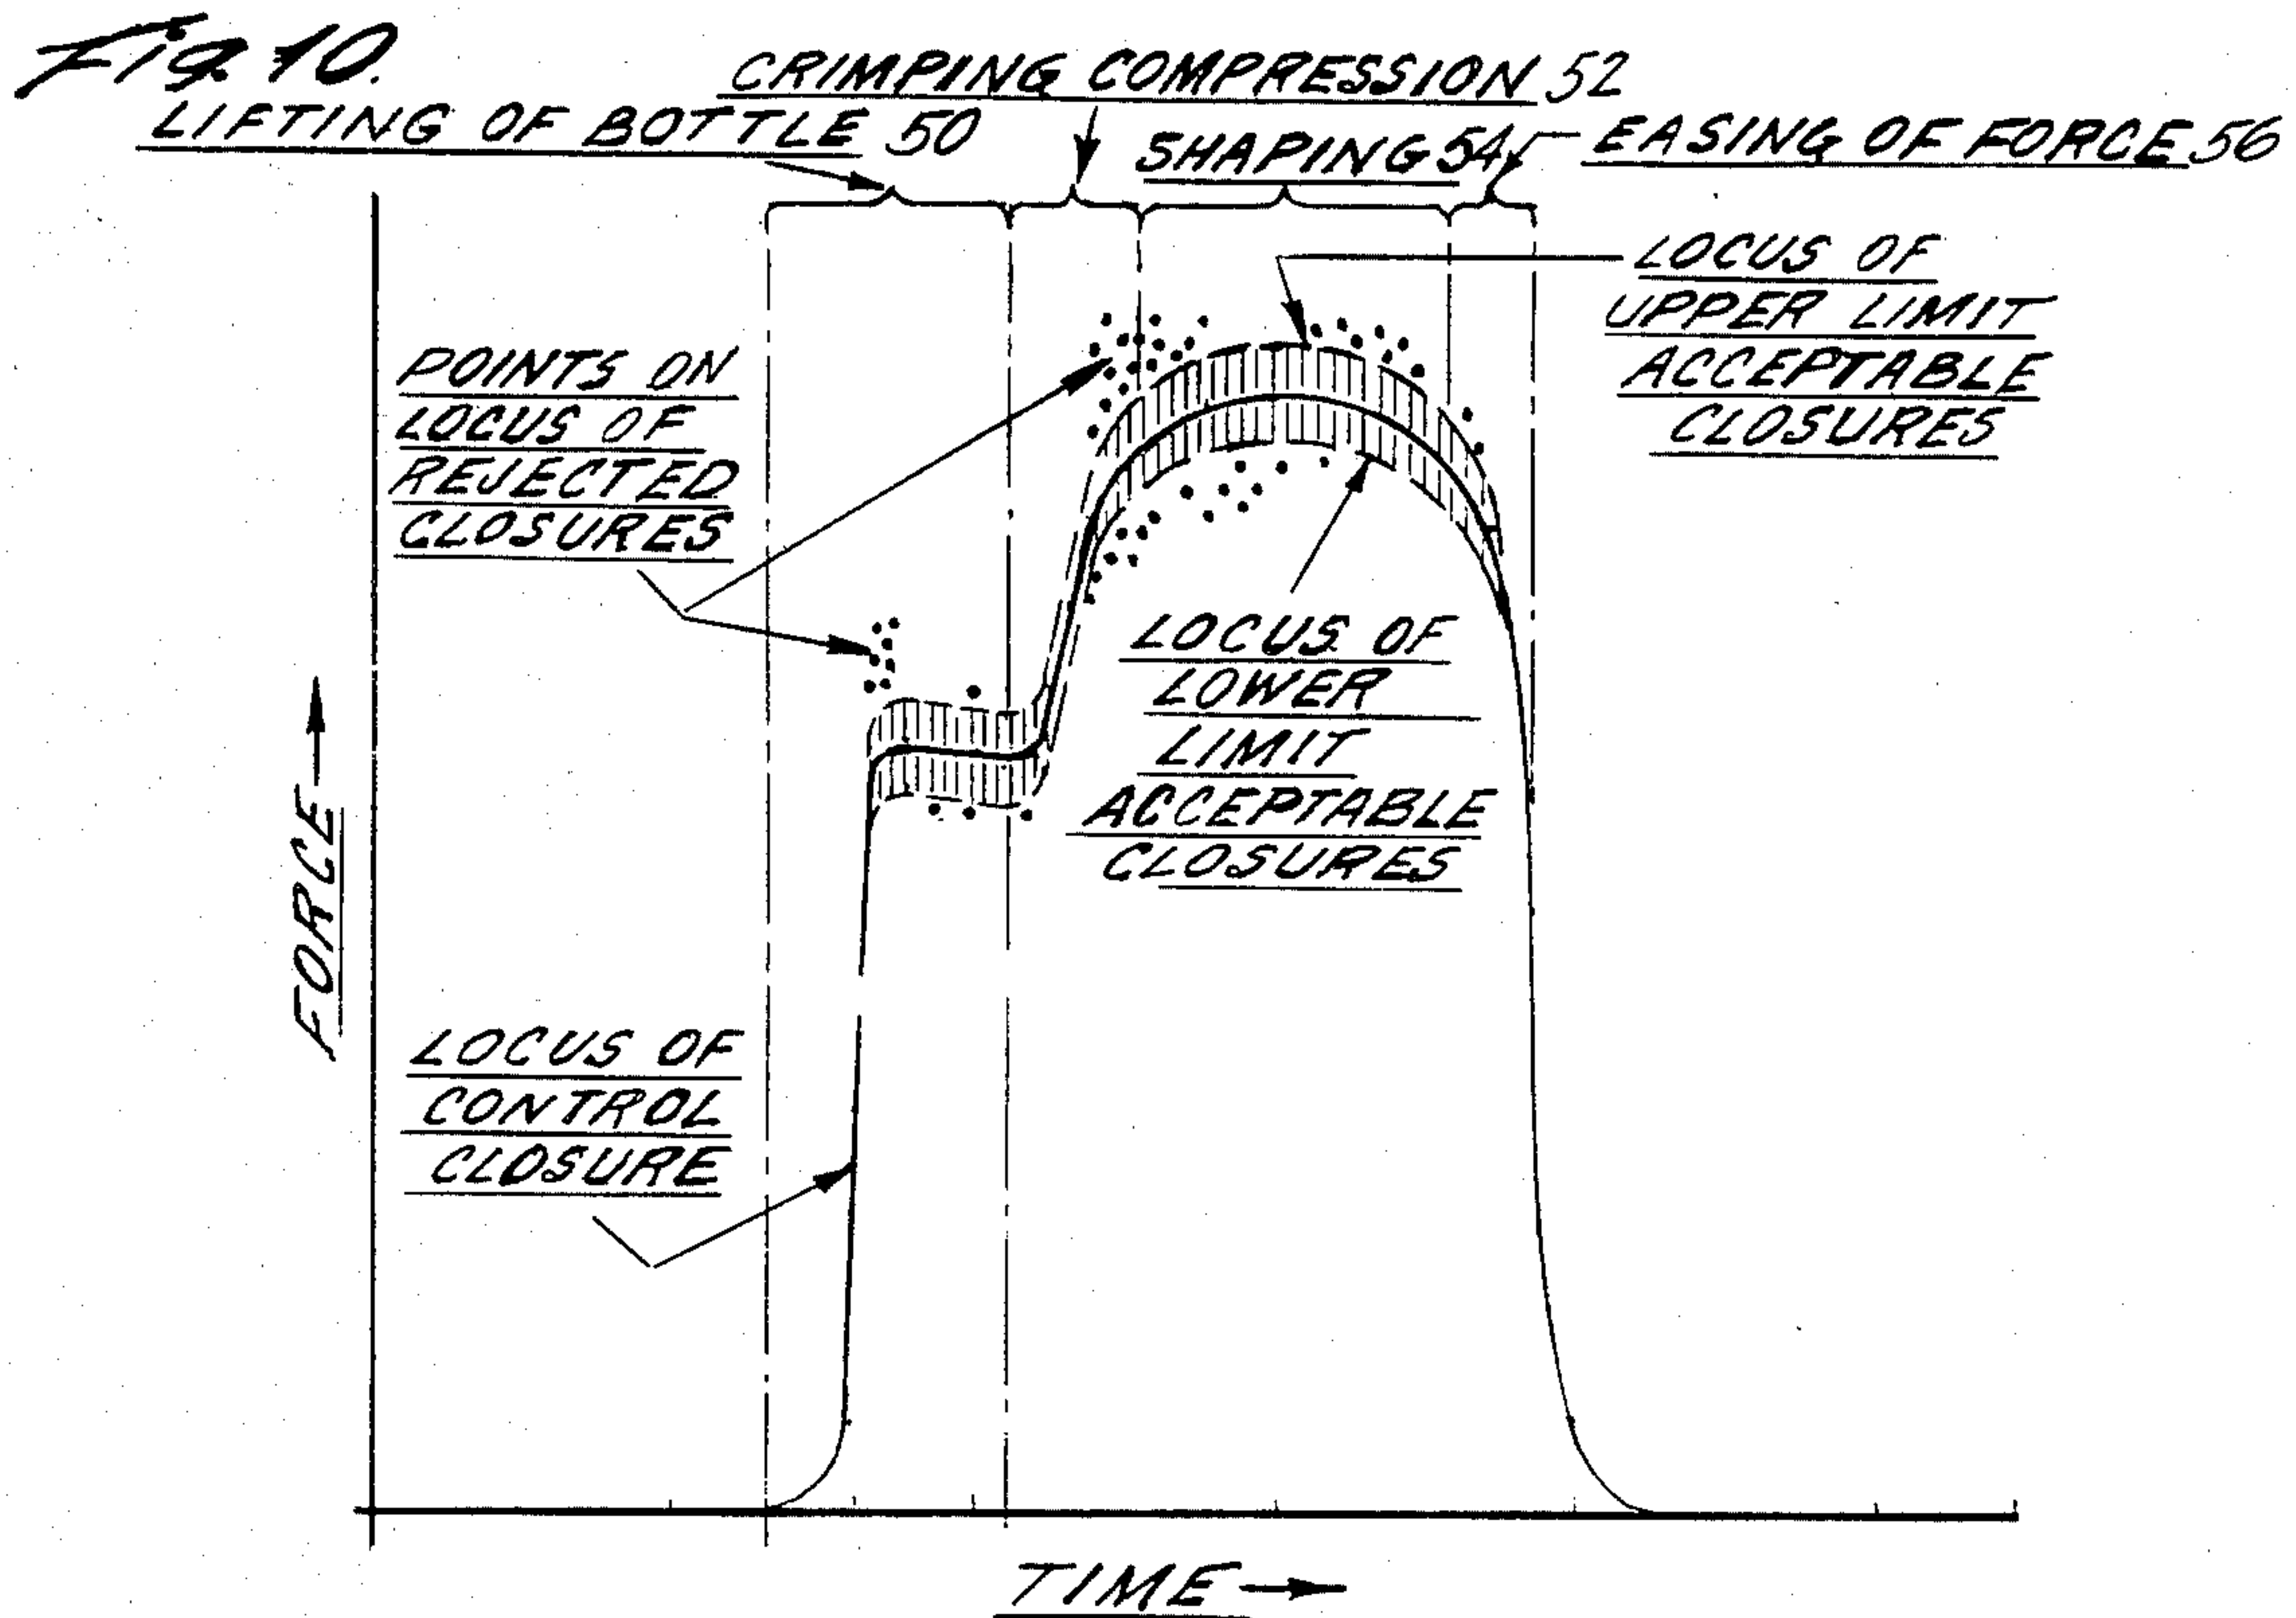 Fig. 10.
CRIMPING COMPRESSION 52
LIFTING OF BOTTLE 50
SHAPING 54
EASING OF FORCE 56
LOCUS OF
UPPER LIMIT
ACCEPTABLE
CLOSURES
POINTS ON
LOCUS OF
REJECTED
CLOSURES
LOCUS OF
LOWER
LIMIT
ACCEPTABLE
CLOSURES
FORCE
LOCUS OF
CONTROL
CLOSURE
TIME